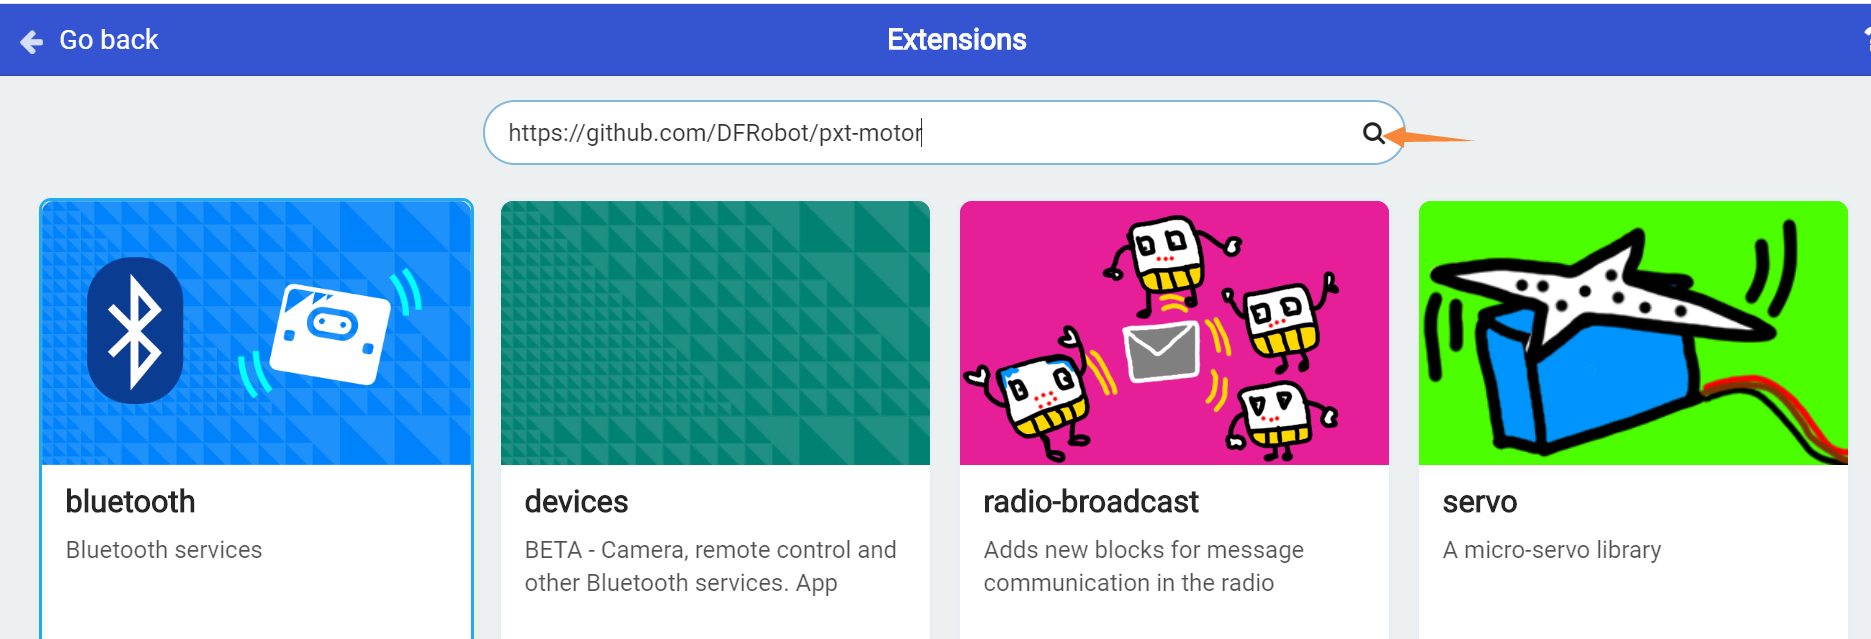 Go back
Extensions
https://github.com/DFRobot/pxt-motor
bluetooth
Bluetooth services
devices
BETA - Camera, remote control and
other Bluetooth services. App
radio-broadcast
Adds new blocks for message
communication in the radio
servo
A micro-servo library